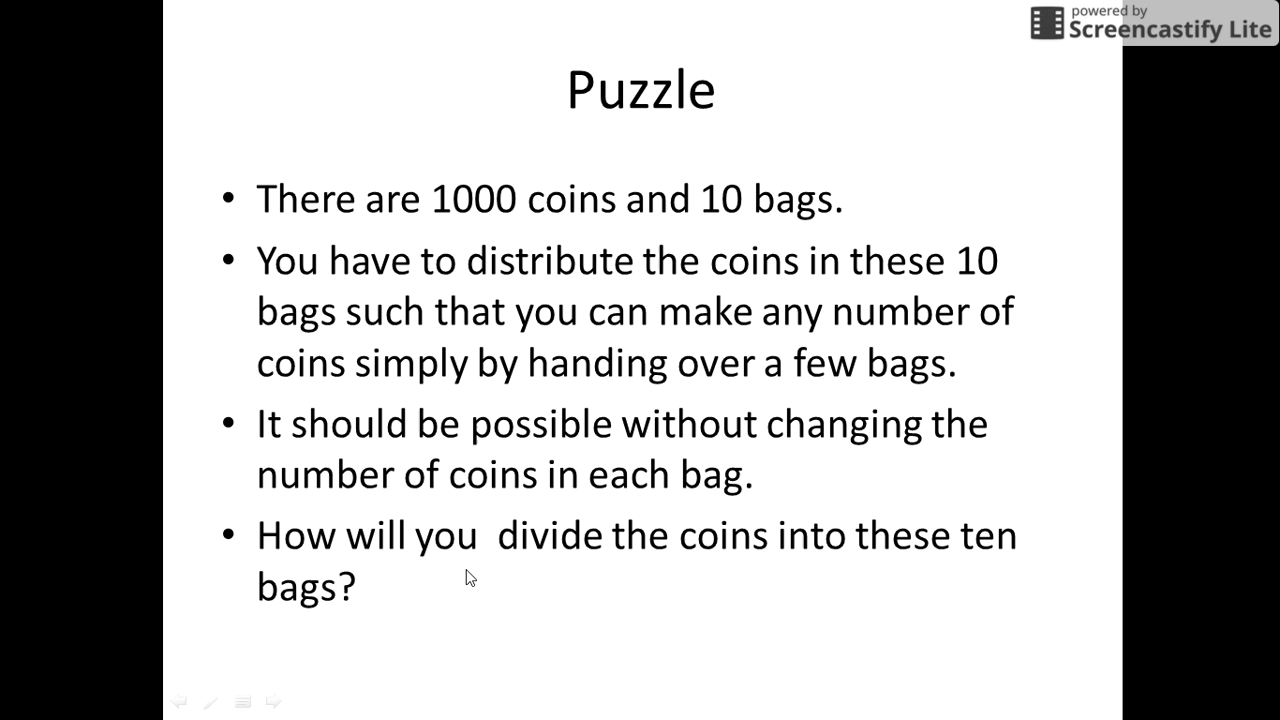 powered by
Screencastify Lite
Puzzle
• There are 1000 coins and 10 bags.
• You have to distribute the coins in these 10
bags such that you can make any number of
coins simply by handing over a few bags.
• It should be possible without changing the
number of coins in each bag.
• How will you  divide the coins into these ten
bags?